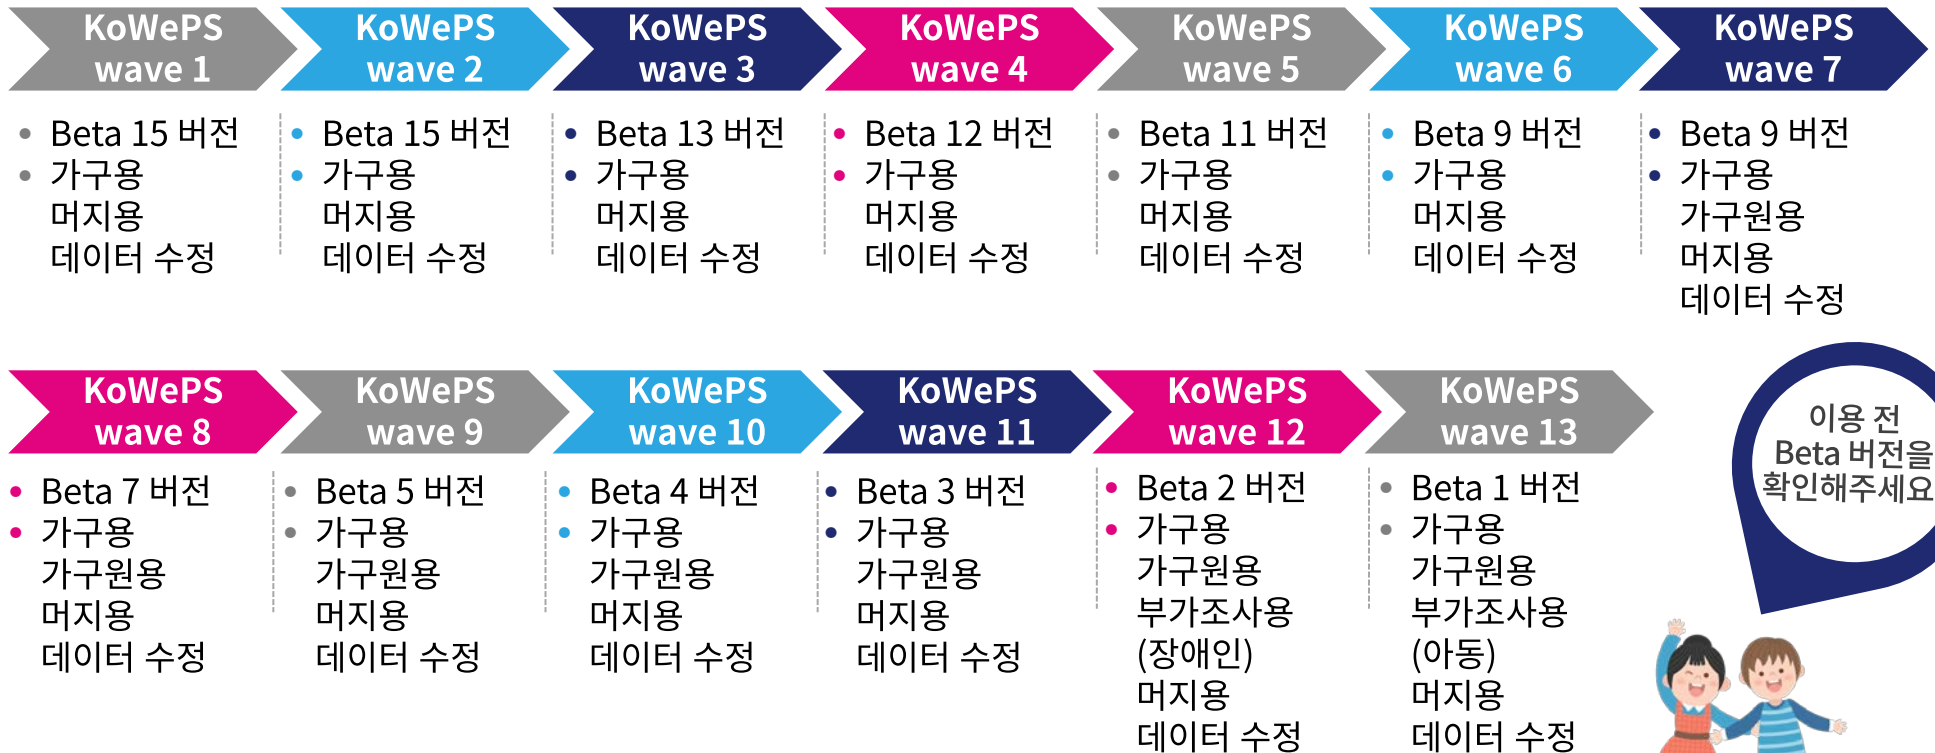 KoWePS
wave 1
• Beta 15 버전
• 가구용
머지용
데이터 수정
KoWePS
wave 2
• Beta 15 버전
• 가구용
머지용
데이터 수정
KoWePS
wave 3
• Beta 13 버전
• 가구용
머지용
데이터 수정
KoWePS
wave 4
• Beta 12 버전
• 가구용
머지용
데이터 수정
KoWePS
wave 5
• Beta 11 버전
• 가구용
머지용
데이터 수정
KoWePS
wave 6
• Beta 9 버전
• 가구용
머지용
데이터 수정
KoWePS
wave 7
• Beta 9 버전
• 가구용
가구원용
머지용
데이터 수정
KoWePS
wave 8
• Beta 7 버전
• 가구용
가구원용
머지용
데이터 수정
KoWePS
wave 9
• Beta 5 버전
• 가구용
가구원용
머지용
데이터 수정
KoWePS
wave 10
• Beta 4 버전
• 가구용
가구원용
머지용
데이터 수정
KoWePS
wave 11
• Beta 3 버전
• 가구용
가구원용
머지용
데이터 수정
KoWePS
wave 12
• Beta 2 버전
• 가구용
가구원용
부가조사용
(장애인)
머지용
데이터 수정
KoWePS
wave 13
• Beta 1 버전
• 가구용
가구원용
부가조사용
(아동)
머지용
데이터 수정
이용 전
Beta 버전을
확인해주세요